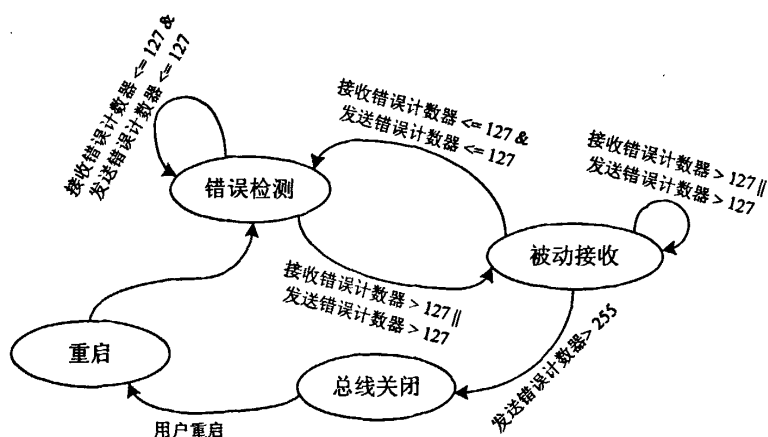 接收错误计数器 <= 127 &
发送错误计数器 <= 127
接收错误计数器 <= 127 &
发送错误计数器 <= 127
接收错误计数器 > 127 ||
发送错误计数器 > 127
错误检测
被动接收
接收错误计数器 > 127 ||
发送错误计数器 > 127
发送错误计数器 > 255
重启
总线关闭
用户重启